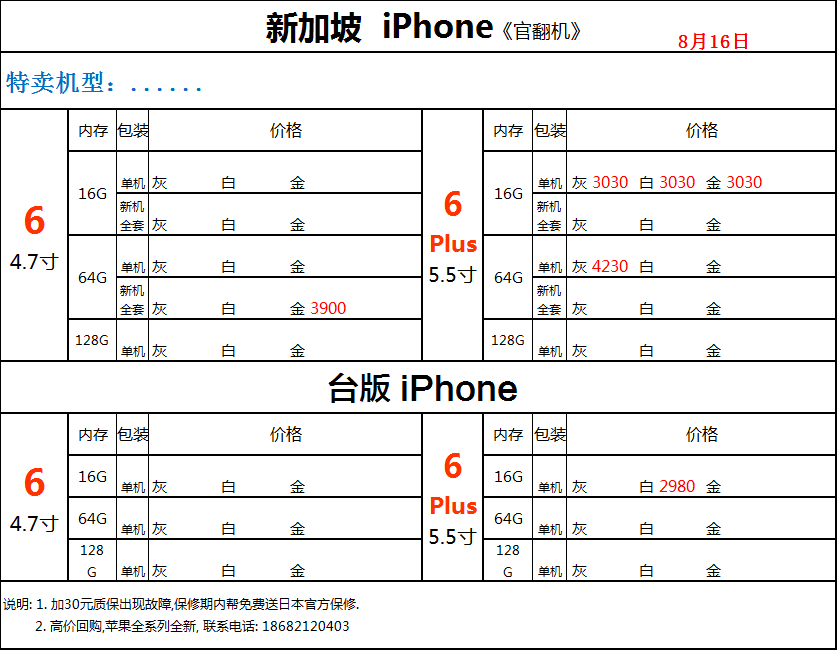 新加坡 iPhone《官翻机》
8月16日
特卖机型：......
6
4.7寸
内存 包装 价格
16G 单机 灰 白 金
新机全套 灰 白 金
64G 单机 灰 白 金
新机全套 灰 白 金 3900
128G 单机 灰 白 金
6
Plus
5.5寸
内存 包装 价格
16G 单机 灰 3030 白 3030 金 3030
新机全套 灰 白 金
64G 单机 灰 4230 白 金
新机全套 灰 白 金
128G 单机 灰 白 金
台版 iPhone
6
4.7寸
内存 包装 价格
16G 单机 灰 白 金
64G 单机 灰 白 金
128G 单机 灰 白 金
6
Plus
5.5寸
内存 包装 价格
16G 单机 灰 白 2980 金
64G 单机 灰 白 金
128G 单机 灰 白 金
说明: 1. 加30元质保出现故障,保修期内帮免费送日本官方保修.
2. 高价回购,苹果全系列全新, 联系电话: 18682120403